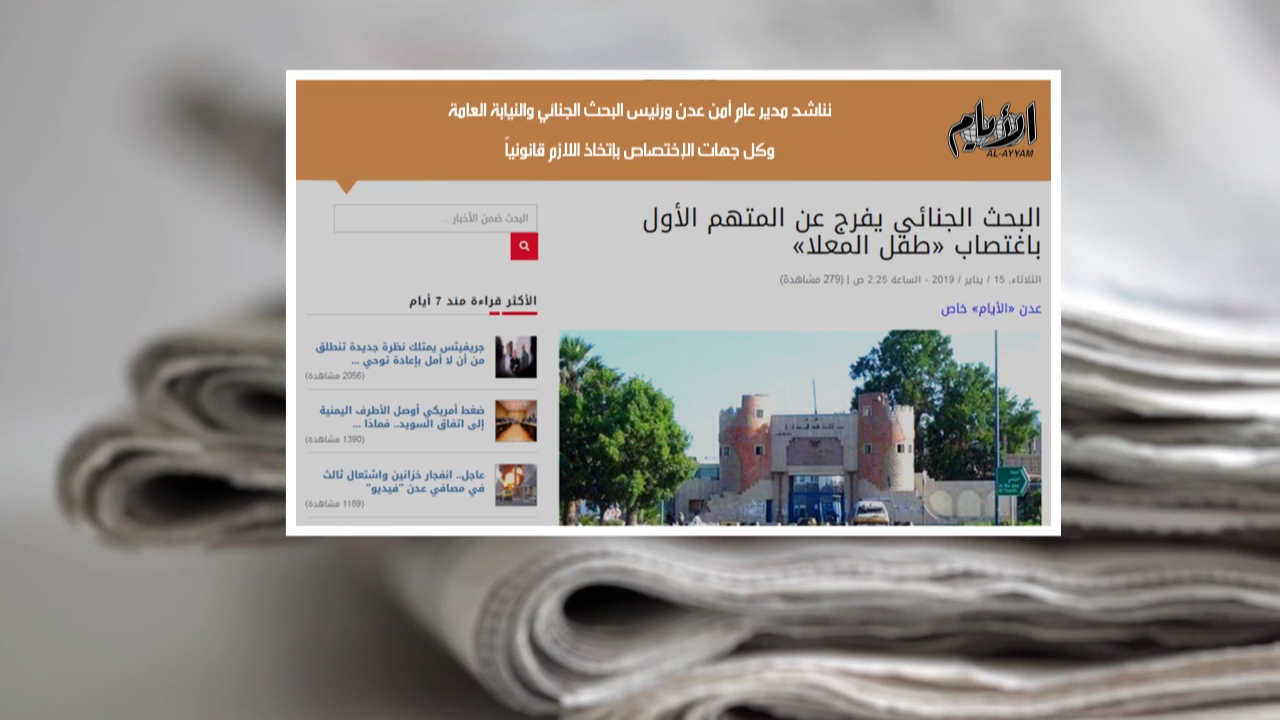 نناشد مدير عام أمن عدن ورئيس البحث الجنائي والنيابة العامة
وكل جهات الإختصاص بإتخاذ اللازم قانونياً
الأيام
AL-AYYAM
البحث الجنائي يفرج عن المتهم الأول
باغتصاب «طفل المعلا»
الثلاثاء, 15 / يناير / 2019 - الساعة 2:25 ص | (279 مشاهدة)
عدن «الأيام» خاص
البحث ضمن الأخبار ...
الأكثر قراءة منذ 7 أيام
جريفيثس يمتلك نظرة جديدة تنطلق
من أن لا أمل بإعادة توحي ...
(2056 مشاهدة)
ضغط أمريكي أوصل الأطرف اليمنية
إلى اتفاق السويد.. فماذا ...
(1390 مشاهدة)
عاجل.. انفجار خزانين واشتعال ثالث
في مصافي عدن "فيديو"
(1189 مشاهدة)